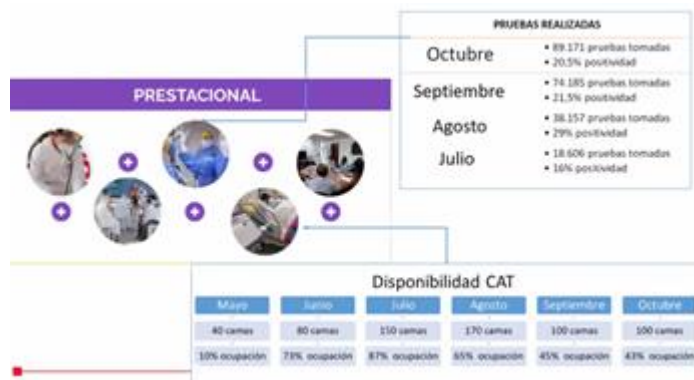 PRUEBAS REALIZADAS
Octubre
• 89.171 pruebas tomadas
• 20,5% positividad
Septiembre
• 74.185 pruebas tomadas
• 21,5% positividad
Agosto
• 38.157 pruebas tomadas
• 29% positividad
Julio
• 18.606 pruebas tomadas
• 16% positividad
PRESTACIONAL
Disponibilidad CAT
Mayo Junio Julio Agosto Septiembre Octubre
40 camas 80 camas 150 camas 170 camas 100 camas 100 camas
10% ocupación 73% ocupación 87% ocupación 65% ocupación 45% ocupación 43% ocupación